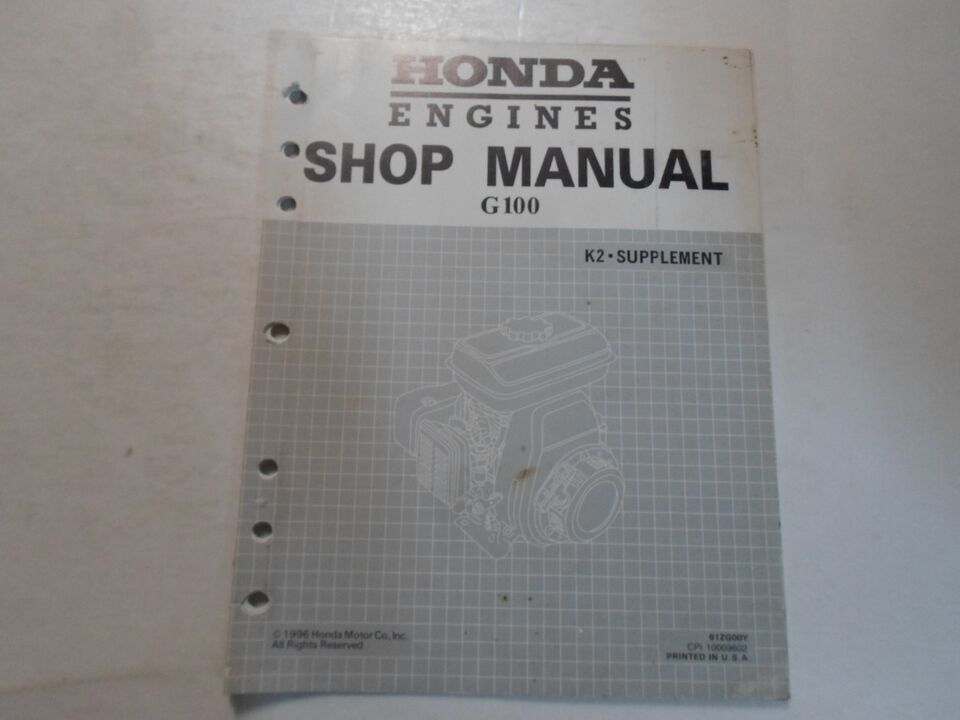 HONDA
ENGINES
SHOP MANUAL
G100
K2 • SUPPLEMENT
© 1996 Honda Motor Co., Inc.
All Rights Reserved
61ZG00Y
CPI 10009602
PRINTED IN U.S.A